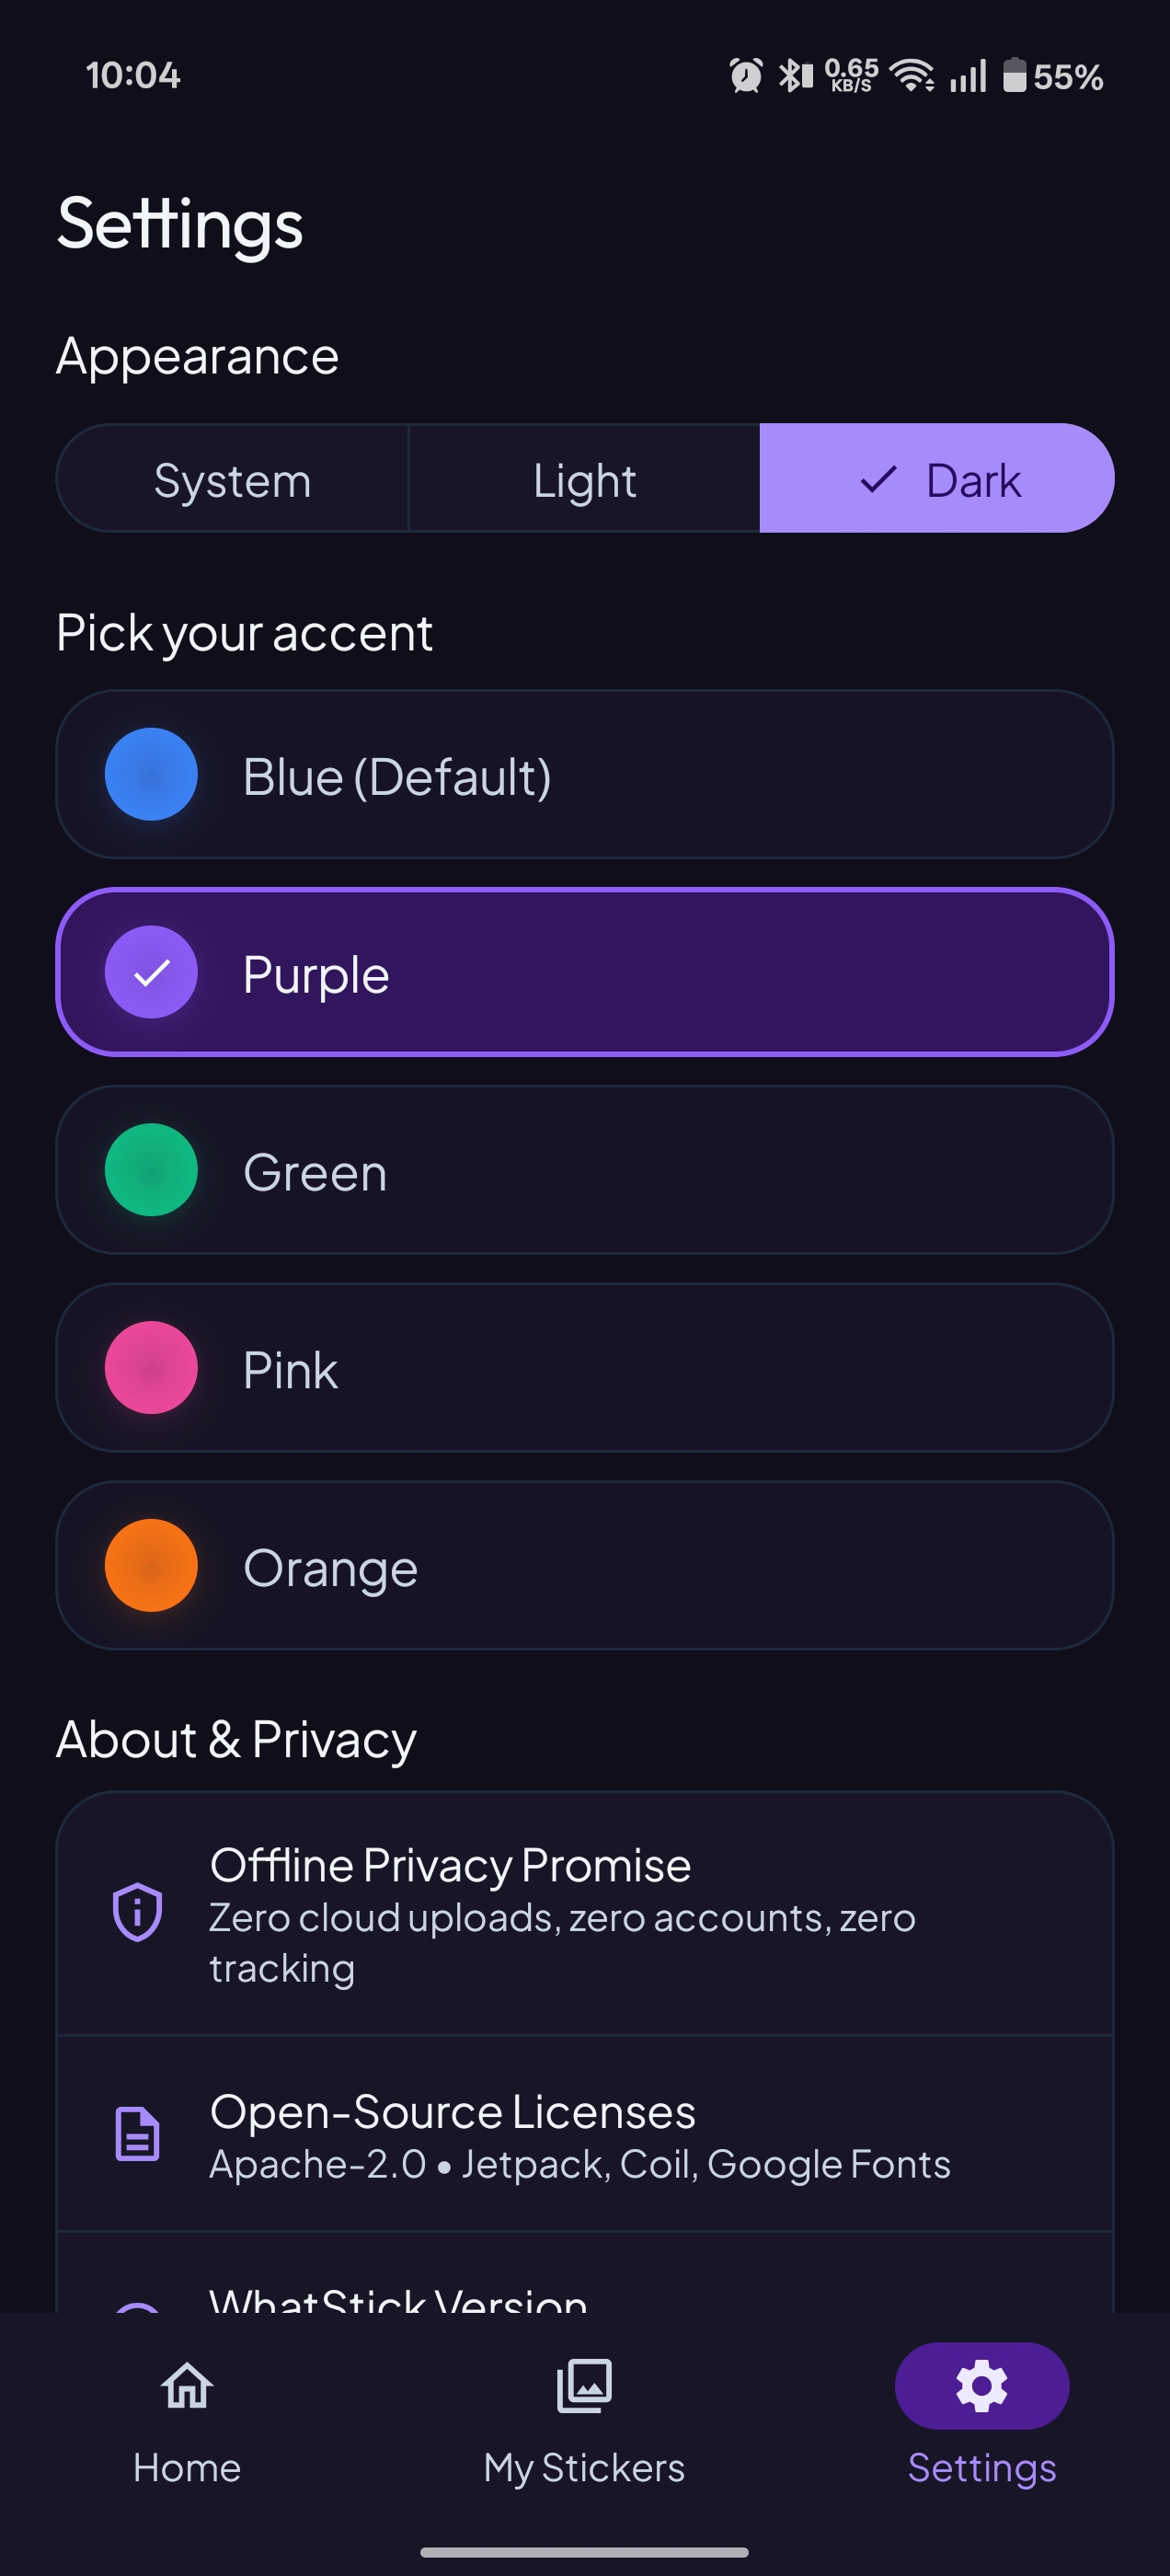 10:04
0.65
KB/S
55%
Settings
Appearance
System
Light
Dark
Pick your accent
Blue (Default)
Purple
Green
Pink
Orange
About & Privacy
Offline Privacy Promise
Zero cloud uploads, zero accounts, zero
tracking
Open-Source Licenses
Apache-2.0 • Jetpack, Coil, Google Fonts
WhatStick Version
Home
My Stickers
Settings